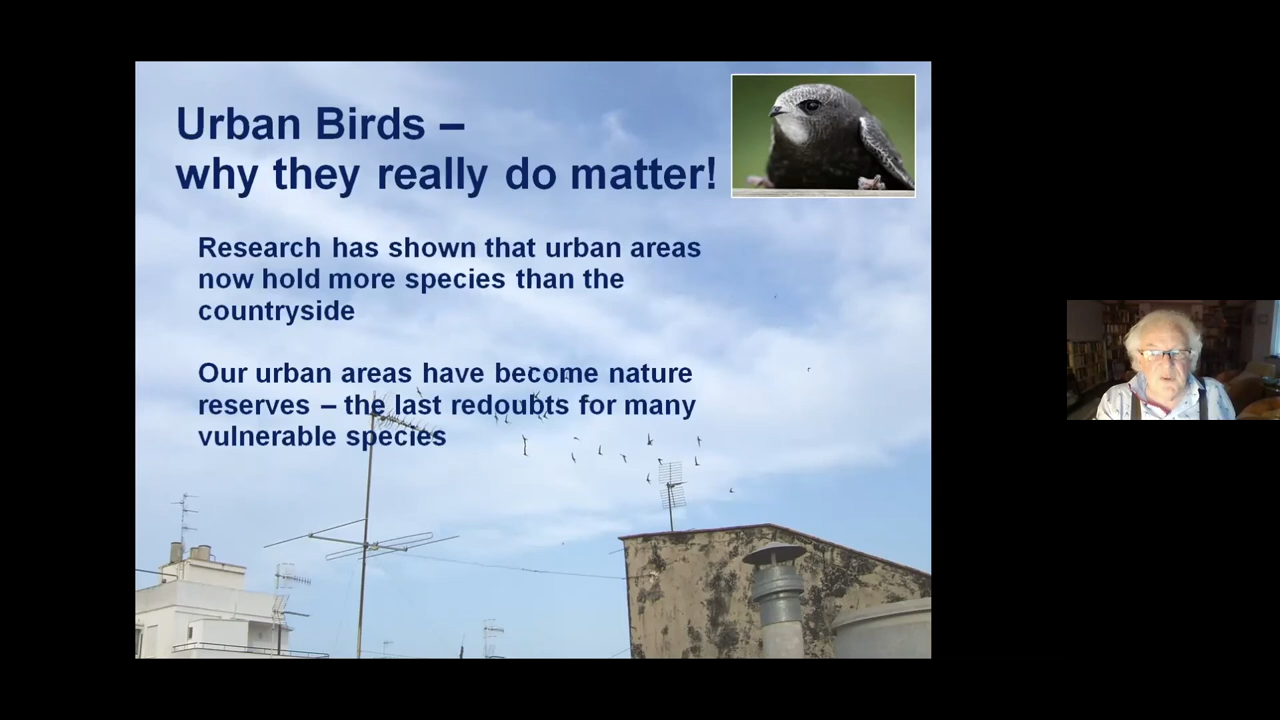 Urban Birds –
why they really do matter!
Research has shown that urban areas
now hold more species than the
countryside
Our urban areas have become nature
reserves – the last redoubts for many
vulnerable species